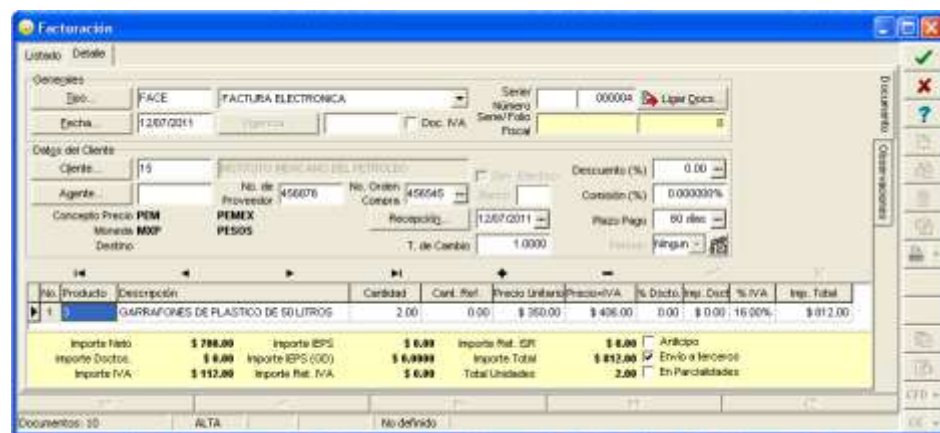 Facturación
Listado Detalle
Generales
Tipo... FACE FACTURA ELECTRONICA Serie/ Número 000004 Ligar Docs...
Fecha... 12/07/2011 Vigencia Doc. IVA Serie/Folio Fiscal
Datos del Cliente
Cliente... 15 INSTITUTO MEXICANO DEL PETROLEO Descuento (%) 0.00
Agente... No. de Proveedor 456876 No. Orden Compra 456545 Comisión (%) 0.000000%
Concepto Precio PEM PEMEX Recepción... 12/07/2011 Plazo Pago 60 días
Moneda MXP PESOS
Destino T. de Cambio 1.0000 Ningun
No. Producto Descripción Cantidad Cant. Ref. Precio Unitario Precio+IVA % Dscto. Imp. Dsct % IVA Imp. Total
1 3 GARRAFONES DE PLASTICO DE 50 LITROS 2.00 0.00 $ 350.00 $ 406.00 0.00 $ 0.00 16.00% $ 812.00
Importe Neto $ 700.00 Importe IEPS $ 0.00 Importe Ret. ISR $ 0.00 Anticipo
Importe Doctos. $ 0.00 Importe IEPS (GD) $ 0.0000 Importe Total $ 812.00 Envío a terceros
Importe IVA $ 112.00 Importe Ret. IVA $ 0.00 Total Unidades 2.00 En Parcialidades
Documentos: 10 ALTA No definido
Documento
Observaciones
CFD
CC